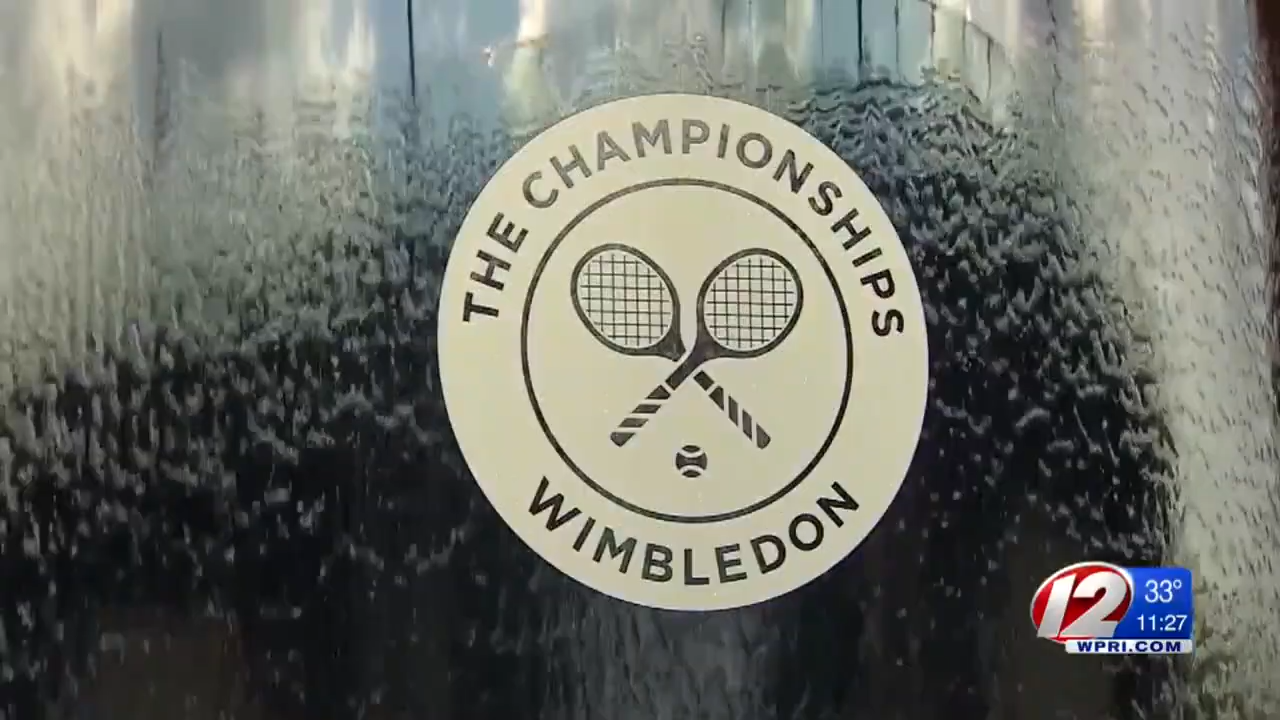 THE CHAMPIONSHIPS
WIMBLEDON
12
33°
11:27
WPRI.COM